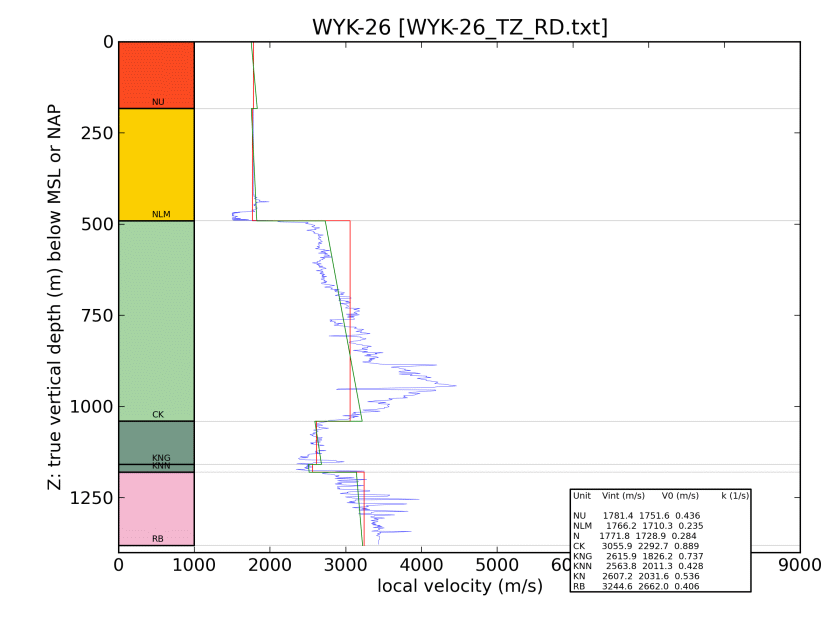 WYK-26 [WYK-26_TZ_RD.txt]
Z: true vertical depth (m) below MSL or NAP
0
250
500
750
1000
1250
NU
NLM
CK
KNG
KNN
RB
Unit Vint (m/s) V0 (m/s) k (1/s)
NU 1781.4 1751.6 0.436
NLM 1766.2 1710.3 0.235
N 1771.8 1728.9 0.284
CK 3055.9 2292.7 0.889
KNG 2615.9 1826.2 0.737
KNN 2563.8 2011.3 0.428
KN 2607.2 2031.6 0.536
RB 3244.6 2662.0 0.406
0 1000 2000 3000 4000 5000 9000
local velocity (m/s)